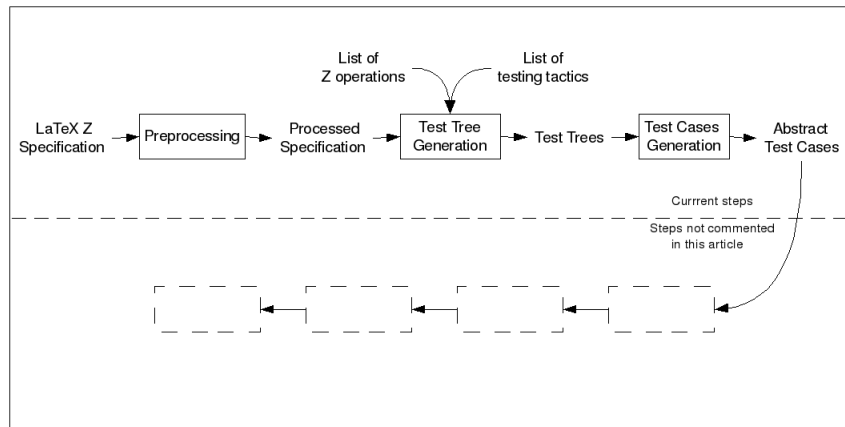 List of
Z operations
List of
testing tactics
LaTeX Z
Specification
Preprocessing
Processed
Specification
Test Tree
Generation
Test Trees
Test Cases
Generation
Abstract
Test Cases
Currrent steps
Steps not commented
in this article